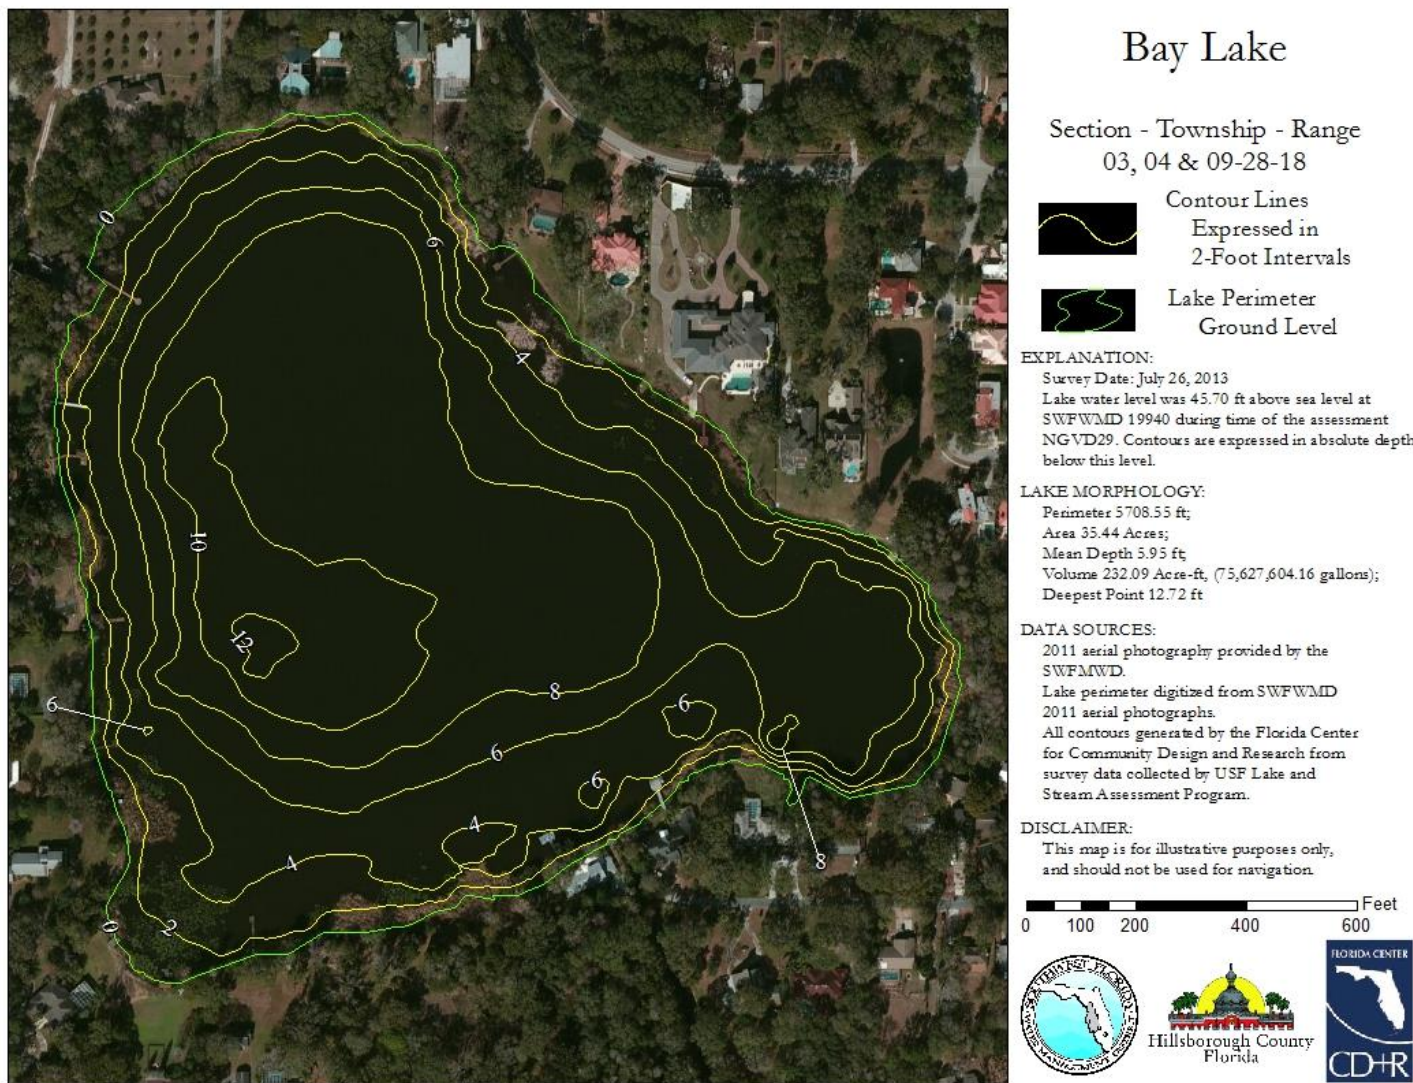 Bay Lake
Section - Township - Range
03, 04 & 09-28-18
Contour Lines
Expressed in
2-Foot Intervals
Lake Perimeter
Ground Level
EXPLANATION:
Survey Date: July 26, 2013
Lake water level was 45.70 ft above sea level at
SWFWMD 19940 during time of the assessment
NGVD29. Contours are expressed in absolute depth
below this level.
LAKE MORPHOLOGY:
Perimeter 5708.55 ft;
Area 35.44 Acres;
Mean Depth 5.95 ft;
Volume 232.09 Acre-ft, (75,627,604.16 gallons);
Deepest Point 12.72 ft
DATA SOURCES:
2011 aerial photography provided by the
SWFMWD.
Lake perimeter digitized from SWFWMD
2011 aerial photographs.
All contours generated by the Florida Center
for Community Design and Research from
survey data collected by USF Lake and
Stream Assessment Program.
DISCLAIMER:
This map is for illustrative purposes only,
and should not be used for navigation.
Feet
0 100 200 400 600
SOUTHWEST FLORIDA
WATER MANAGEMENT DISTRICT
Hillsborough County
Florida
FLORIDA CENTER
CD+R
0
6
4
10
12
6
8
6
6
6
4
4
8
2
0